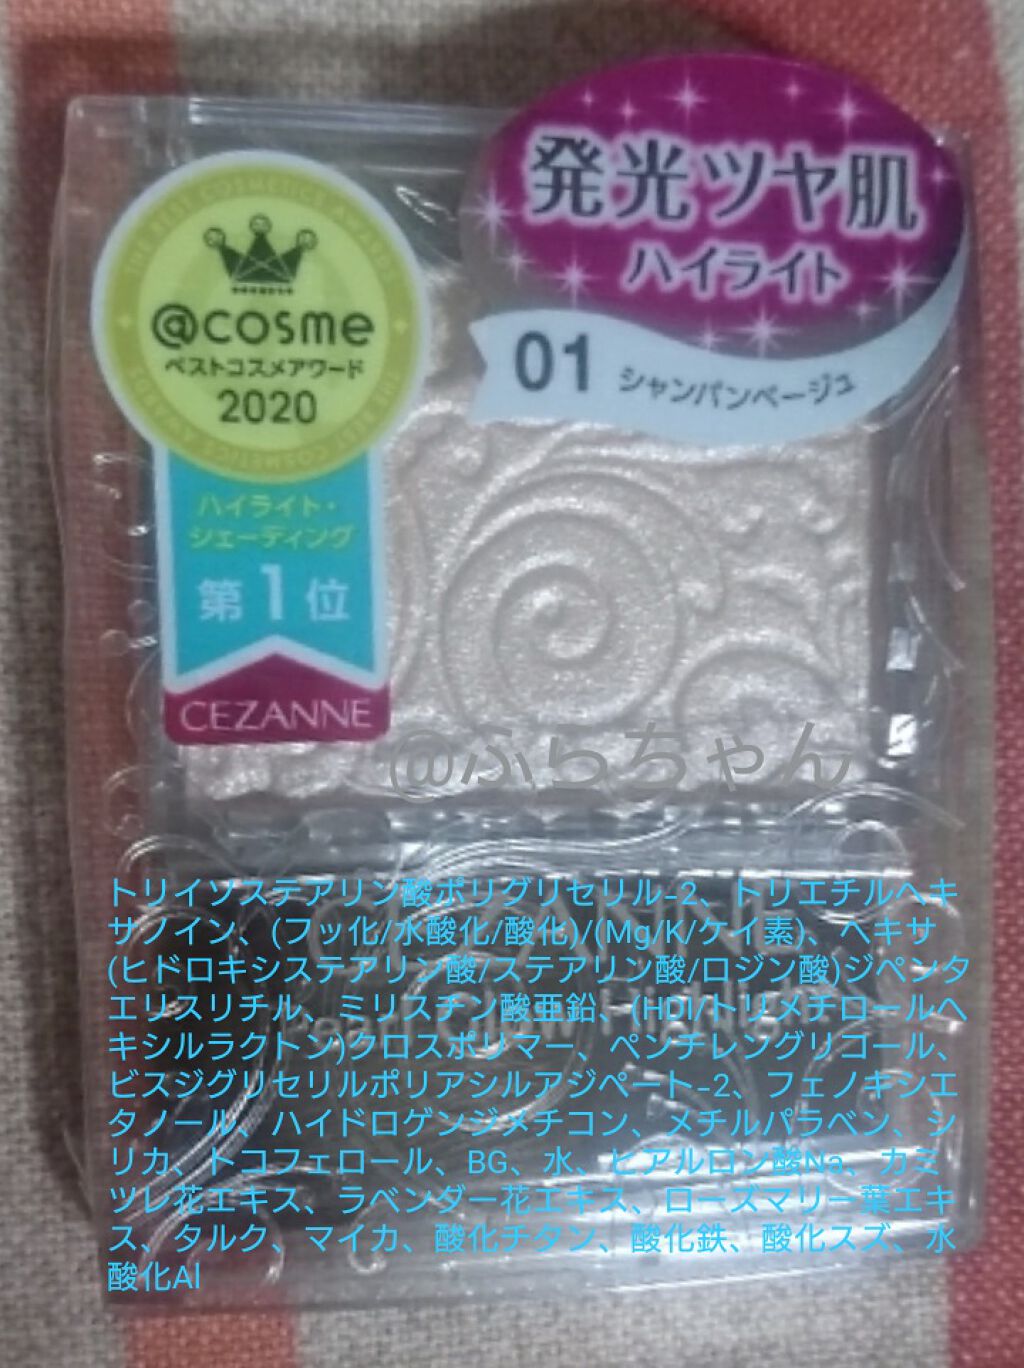 発光ツヤ肌
ハイライト
01 シャンパンベージュ
THE BEST COSMETICS AWARDS
@cosme
ベストコスメアワード
2020
ハイライト・
シェーディング
第1位
CEZANNE
@ふらちゃん
Pearl Glow Highlight
トリイソステアリン酸ポリグリセリル-2、トリエチルヘキ
サノイン、(フッ化/水酸化/酸化)/(Mg/K/ケイ素)、ヘキサ
(ヒドロキシステアリン酸/ステアリン酸/ロジン酸)ジペンタ
エリスリチル、ミリスチン酸亜鉛、(HDI/トリメチロールヘ
キシルラクトン)クロスポリマー、ペンチレングリコール、
ビスジグリセリルポリアシルアジペート-2、フェノキシエ
タノール、ハイドロゲンジメチコン、メチルパラベン、シ
リカ、トコフェロール、BG、水、ヒアルロン酸Na、カミ
ツレ花エキス、ラベンダー花エキス、ローズマリー葉エキ
ス、タルク、マイカ、酸化チタン、酸化鉄、酸化スズ、水
酸化Al